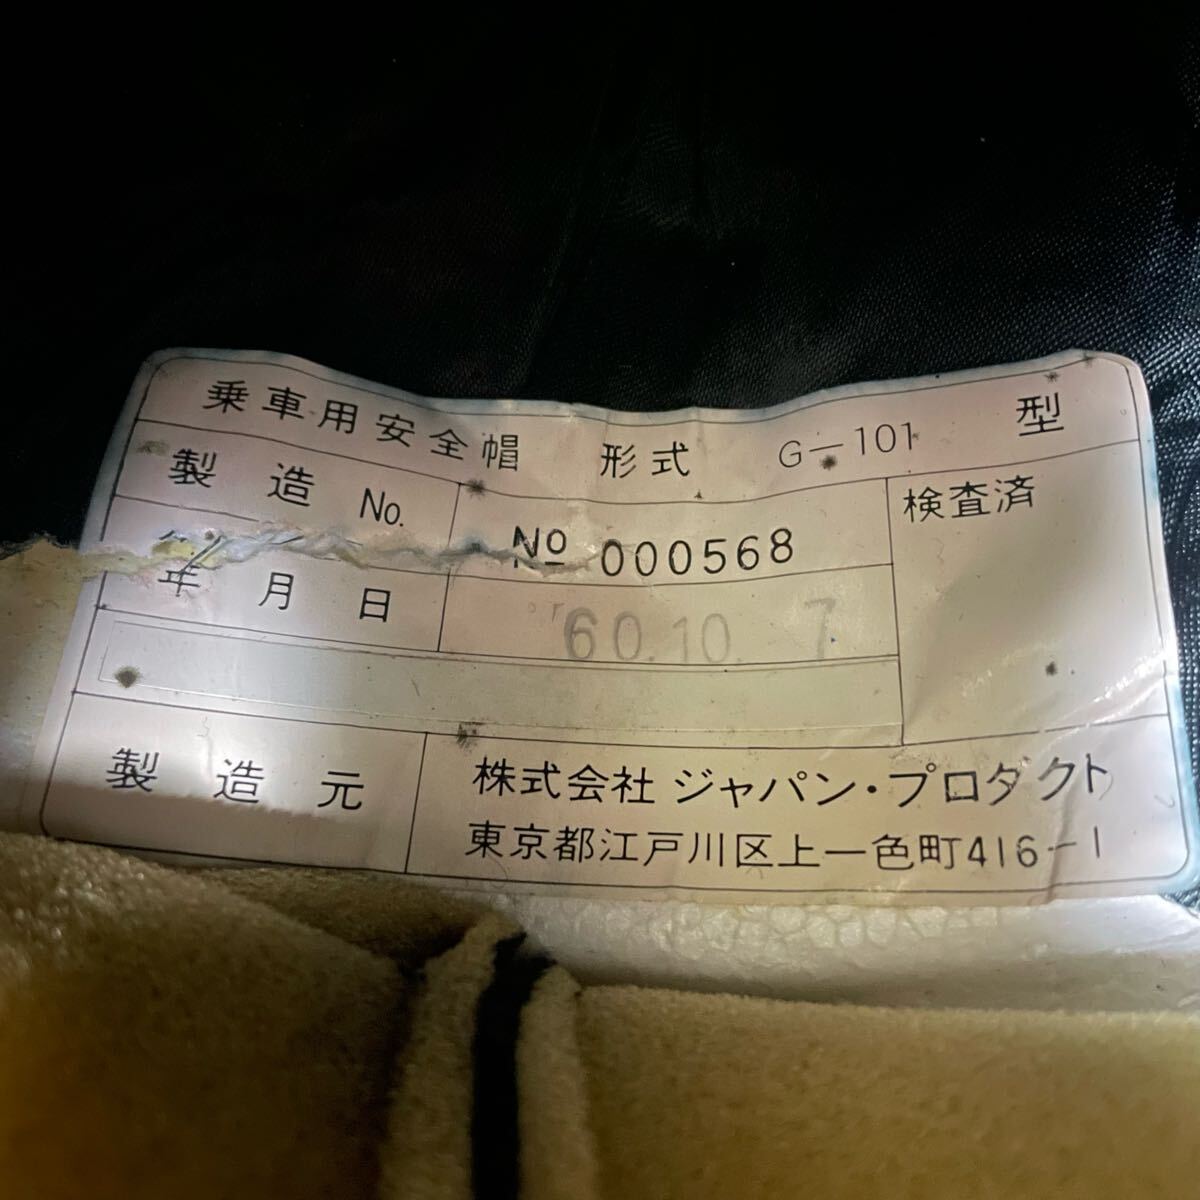 乗車用安全帽 形式 G-101 型
製造No. № 000568 検査済
年月日 '60.10.-7
製造元 株式会社 ジャパン・プロダクト
東京都江戸川区上一色町416-1